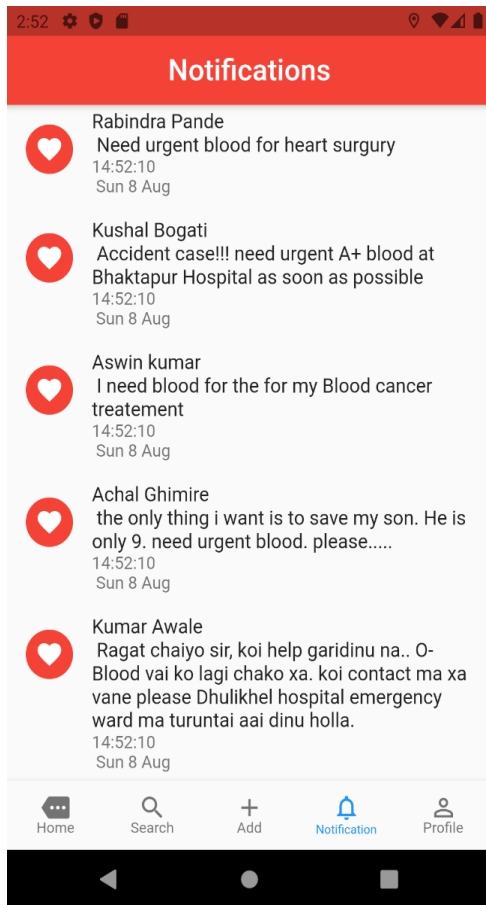 2:52
Notifications
Rabindra Pande
Need urgent blood for heart surgury
14:52:10
Sun 8 Aug
Kushal Bogati
Accident case!!! need urgent A+ blood at
Bhaktapur Hospital as soon as possible
14:52:10
Sun 8 Aug
Aswin kumar
I need blood for the for my Blood cancer
treatement
14:52:10
Sun 8 Aug
Achal Ghimire
the only thing i want is to save my son. He is
only 9. need urgent blood. please.....
14:52:10
Sun 8 Aug
Kumar Awale
Ragat chaiyo sir, koi help garidinu na.. O-
Blood vai ko lagi chako xa. koi contact ma xa
vane please Dhulikhel hospital emergency
ward ma turuntai aai dinu holla.
14:52:10
Sun 8 Aug
Home Search Add Notification Profile